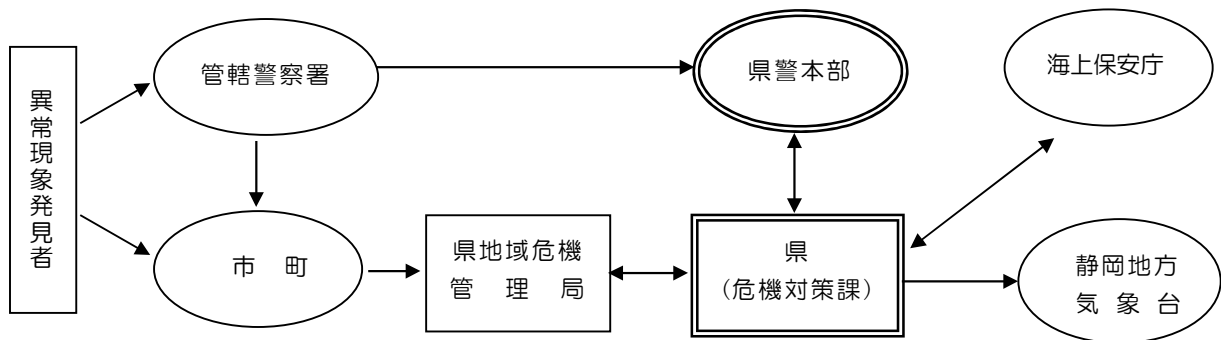 異常現象発見者
管轄警察署
県警本部
海上保安庁
市 町
県地域危機
管 理 局
県
(危機対策課)
静岡地方
気 象 台